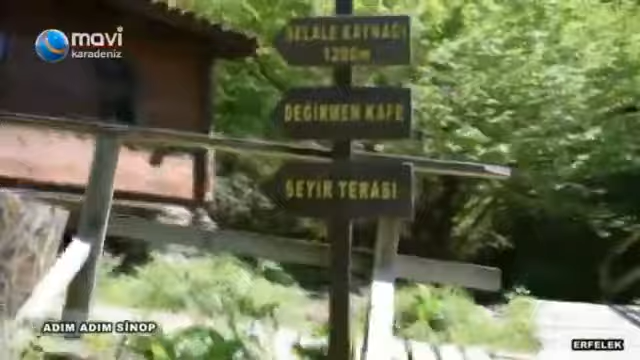 mavi
karadeniz
ŞELALE KAYNAĞI
1200m
DEĞİRMEN KAFE
SEYİR TERASI
ADIM ADIM SİNOP
ERFELEK